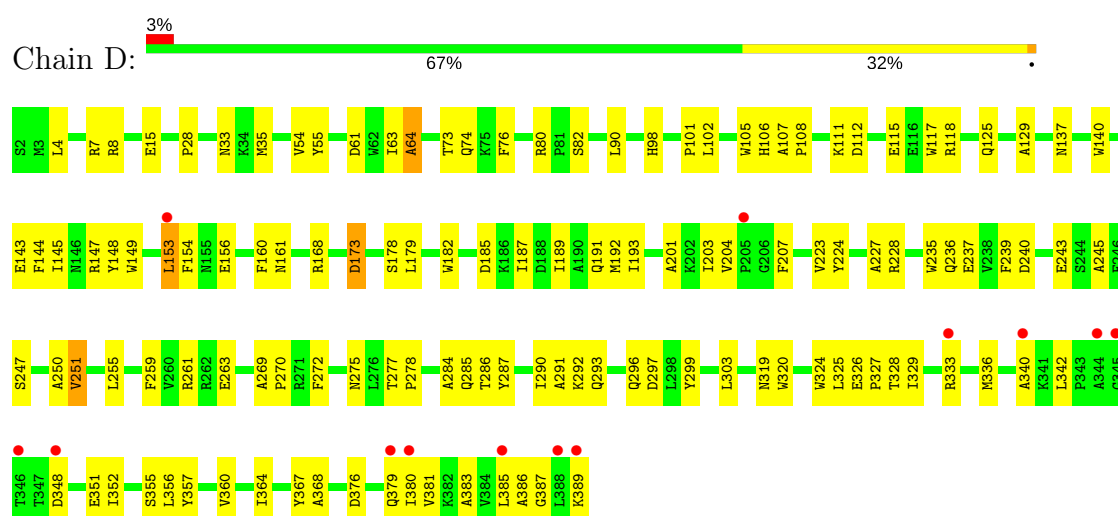 3%
Chain D:
67% 32% •
S2 M3 L4 R7 R8 E15 P28 N33 K34 M35 V54 Y55 D61 W62 I63 A64 T73 Q74 K75 F76 R80 P81 S82 L90 H98 P101 L102 W105 H106 A107 P108 K111 D112 E115 E116 W117 R118 Q125 A129 N137 W140
E143 F144 I145 N146 R147 Y148 W149 L153 F154 N155 E156 F160 N161 R168 D173 S178 L179 W182 D185 K186 I187 D188 I189 A190 Q191 M192 I193 A201 K202 I203 V204 P205 G206 F207 V223 Y224 A227 R228 W235 Q236 E237 V238 F239 D240 E243 S244 A245 E246
S247 A250 V251 L255 F259 V260 R261 R262 E263 A269 P270 R271 F272 N275 L276 T277 P278 A284 Q285 T286 Y287 I290 A291 K292 Q293 Q296 D297 L298 Y299 L303 N319 W320 W324 L325 E326 P327 T328 I329 R333 M336 A340 K341 L342 P343 A344 G345
T346 T347 D348 E351 I352 S355 L356 Y357 V360 I364 Y367 A368 D376 Q379 I380 V381 K382 A383 V384 L385 A386 G387 L388 K389